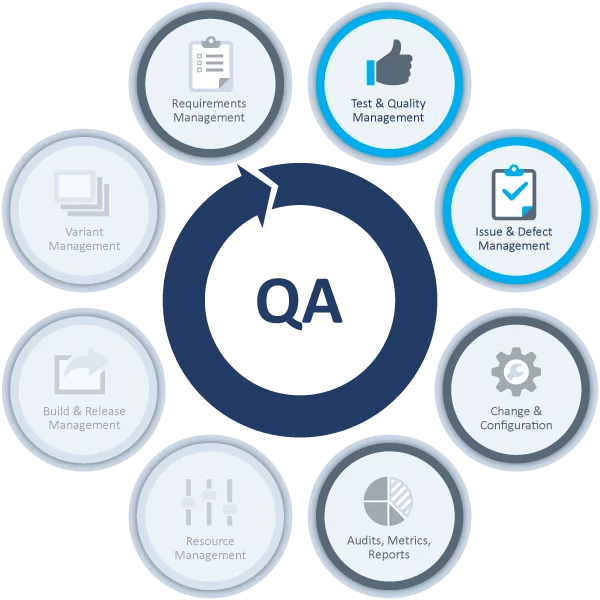 Requirements
Management
Test & Quality
Management
Variant
Management
Issue & Defect
Management
QA
Build & Release
Management
Change &
Configuration
Resource
Management
Audits, Metrics,
Reports